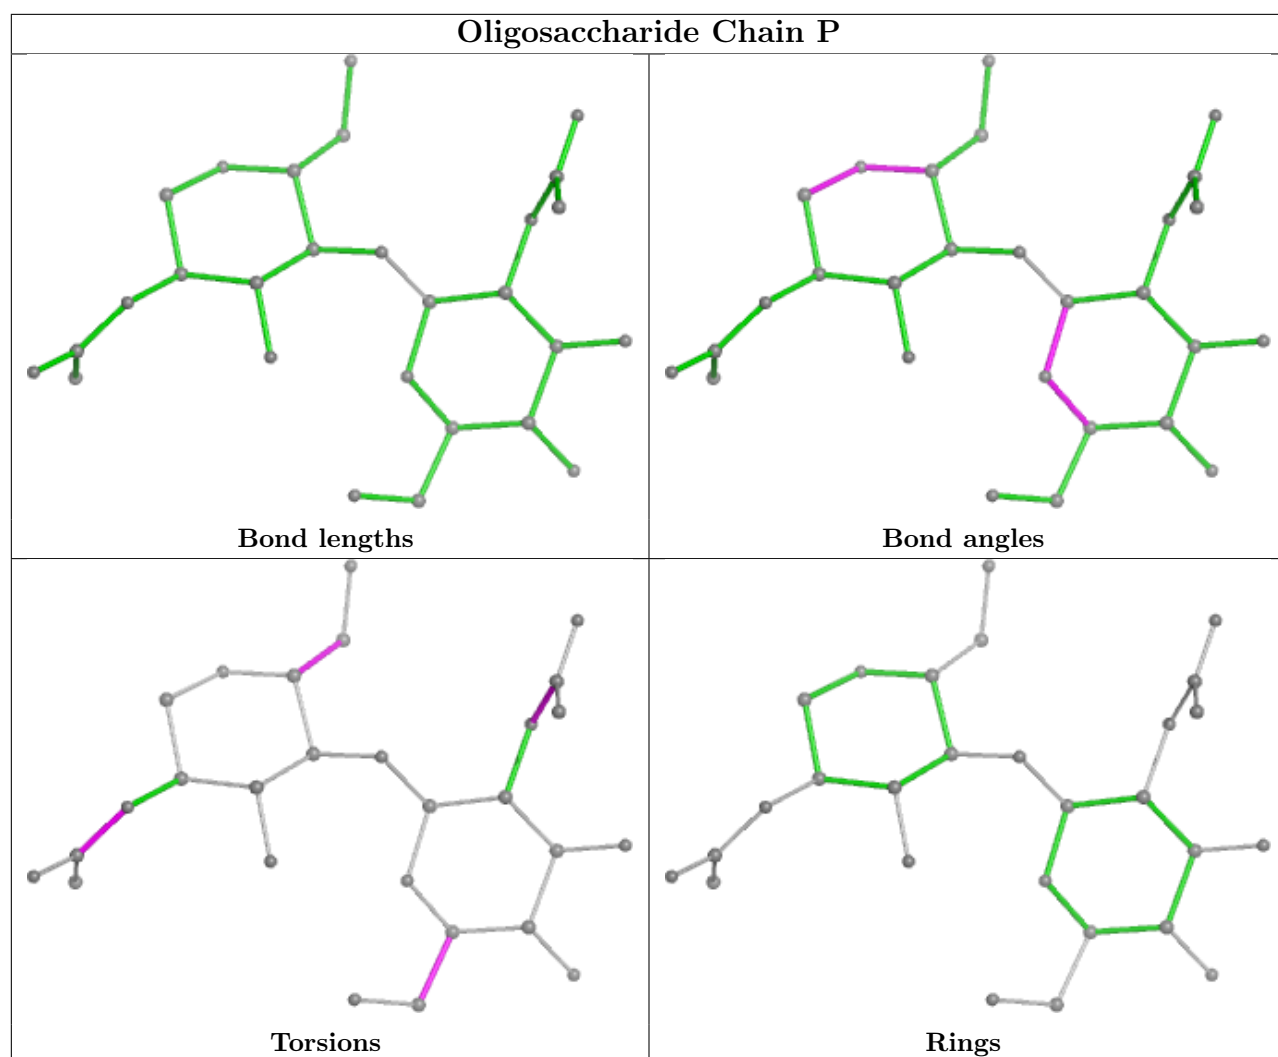 Oligosaccharide Chain P
Bond lengths
Bond angles
Torsions
Rings